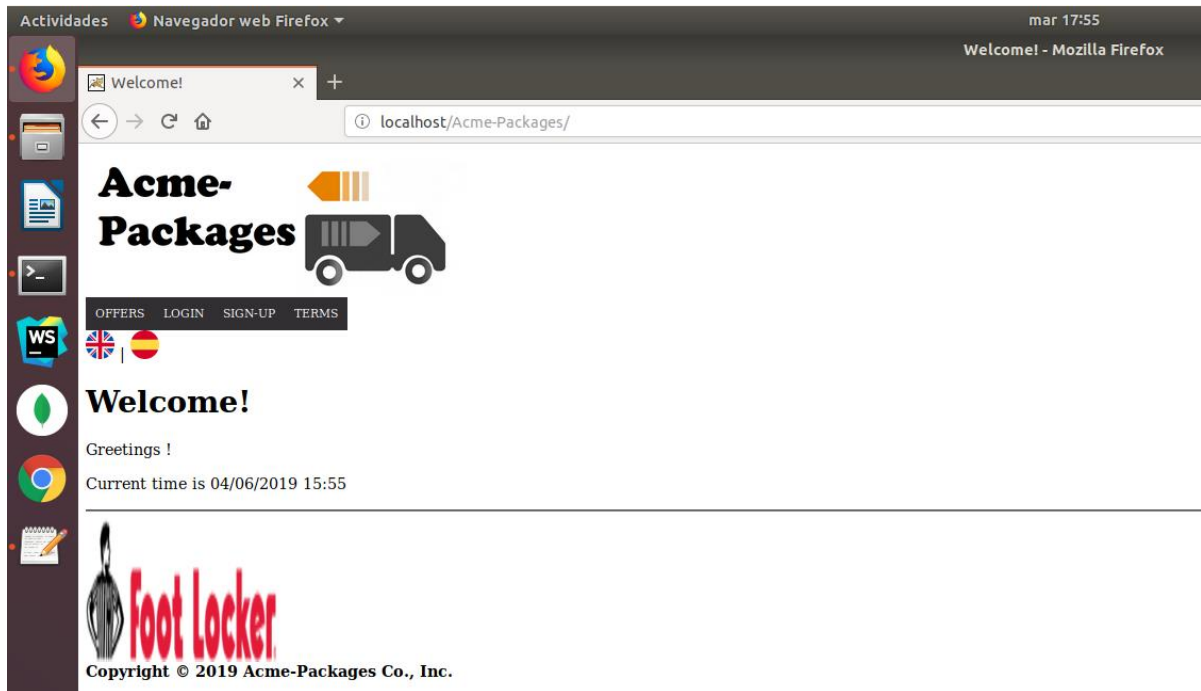 Actividades Navegador web Firefox mar 17:55
Welcome! - Mozilla Firefox
Welcome!
localhost/Acme-Packages/
Acme-
Packages
OFFERS LOGIN SIGN-UP TERMS
|
WS
Welcome!
Greetings !
Current time is 04/06/2019 15:55
Foot Locker
Copyright © 2019 Acme-Packages Co., Inc.